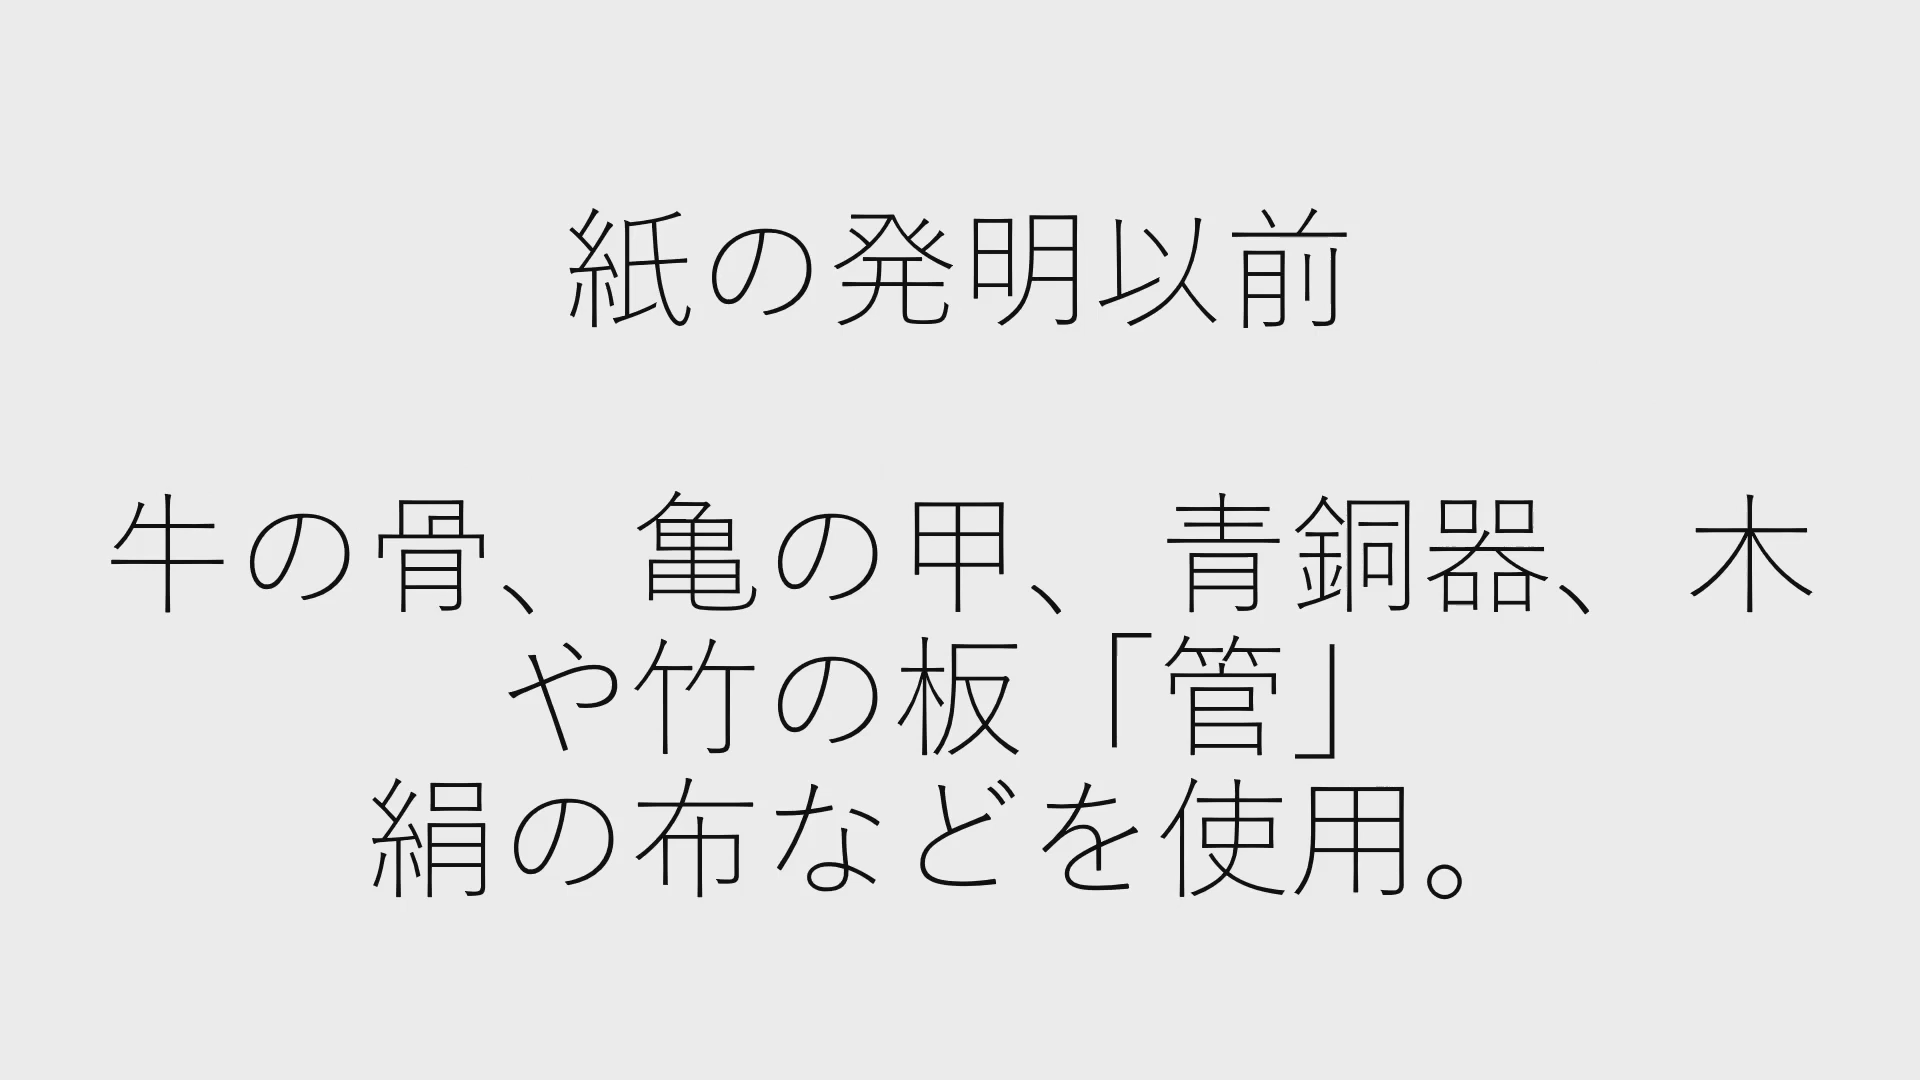 紙の発明以前
牛の骨、亀の甲、青銅器、木
や竹の板「管」
絹の布などを使用。